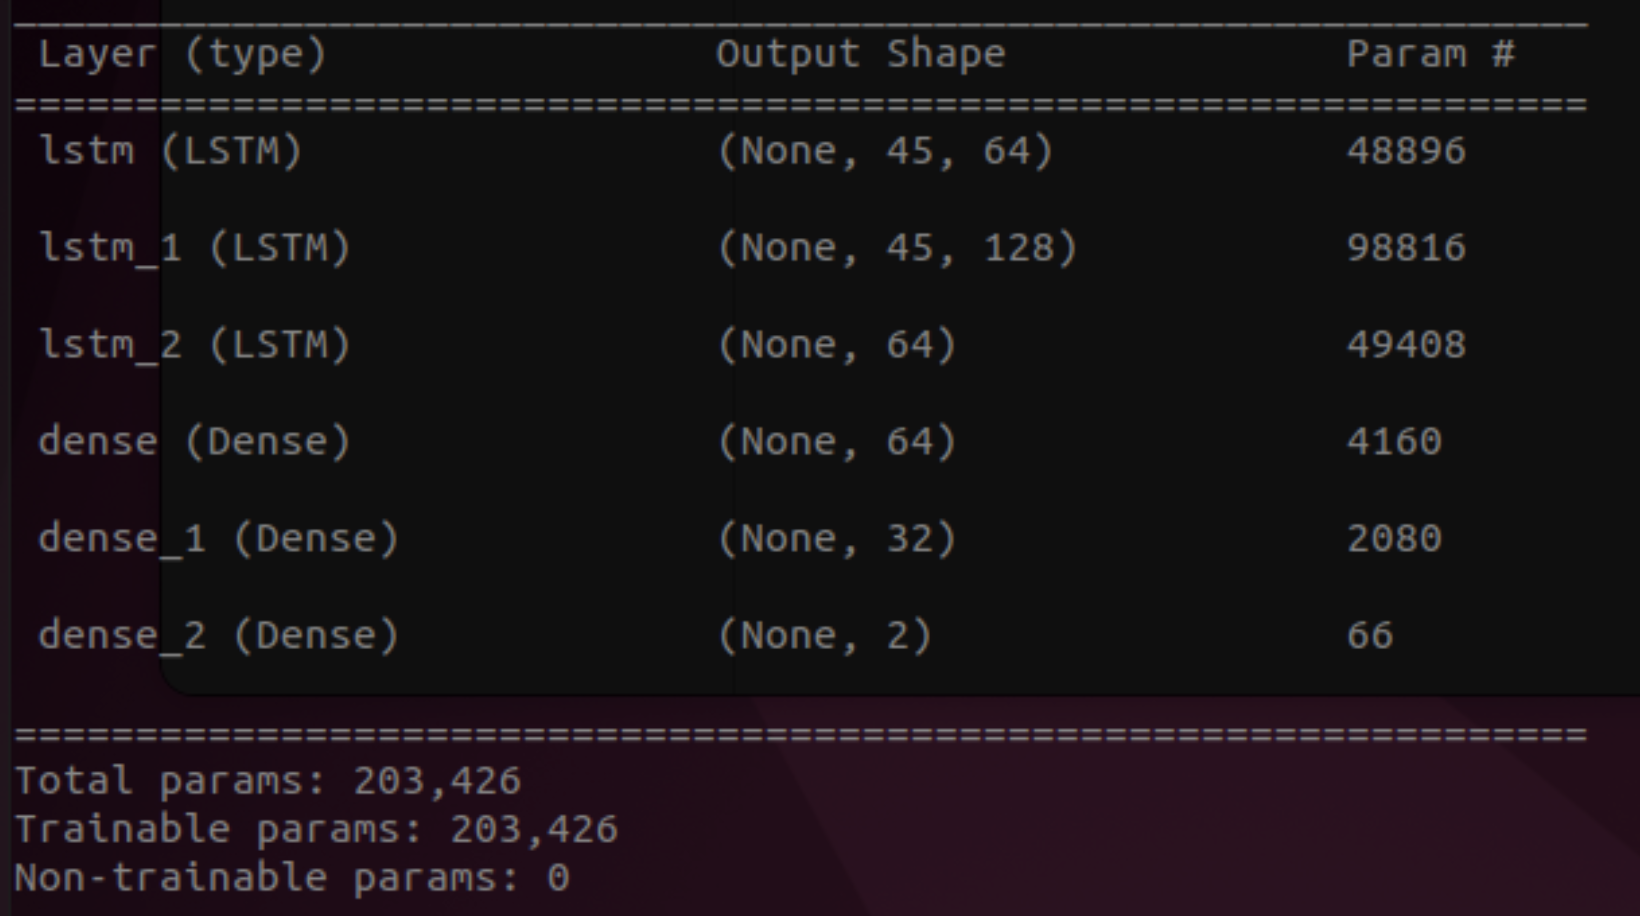 Layer (type) Output Shape Param #
=================================================================
lstm (LSTM) (None, 45, 64) 48896
lstm_1 (LSTM) (None, 45, 128) 98816
lstm_2 (LSTM) (None, 64) 49408
dense (Dense) (None, 64) 4160
dense_1 (Dense) (None, 32) 2080
dense_2 (Dense) (None, 2) 66
=================================================================
Total params: 203,426
Trainable params: 203,426
Non-trainable params: 0